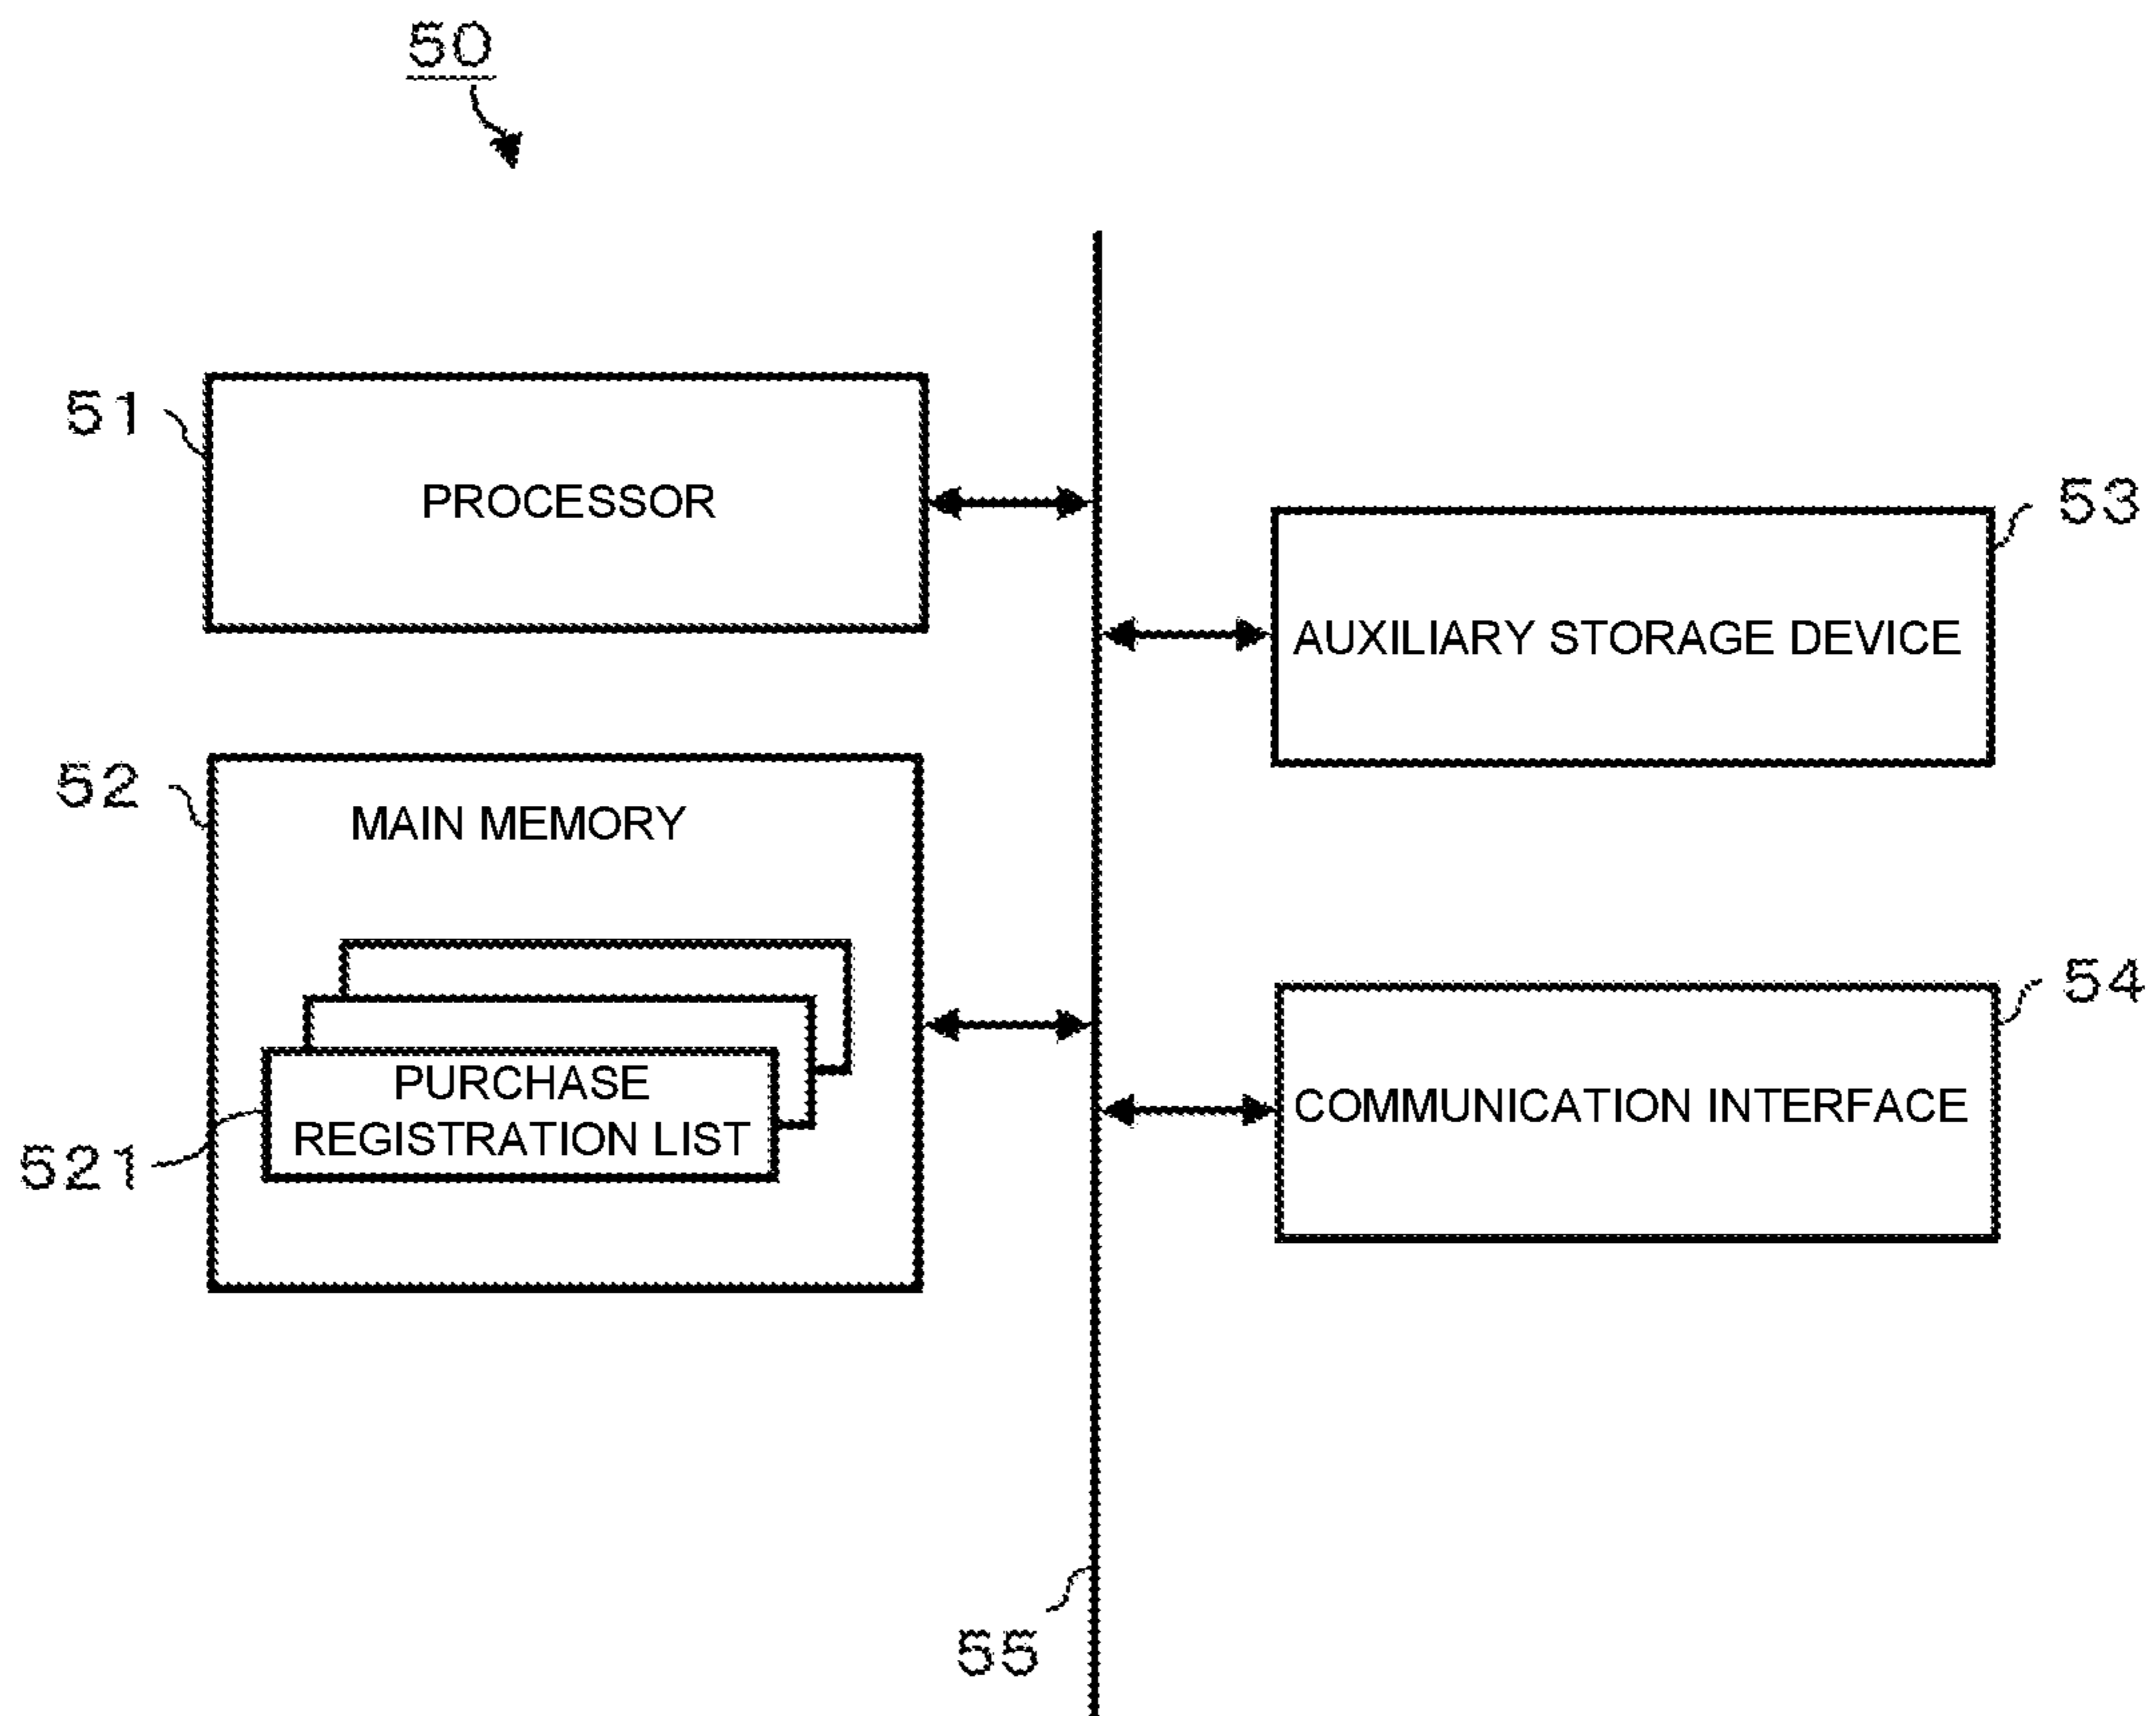 50
51
PROCESSOR
53
AUXILIARY STORAGE DEVICE
52
MAIN MEMORY
54
PURCHASE
REGISTRATION LIST
COMMUNICATION INTERFACE
521
55